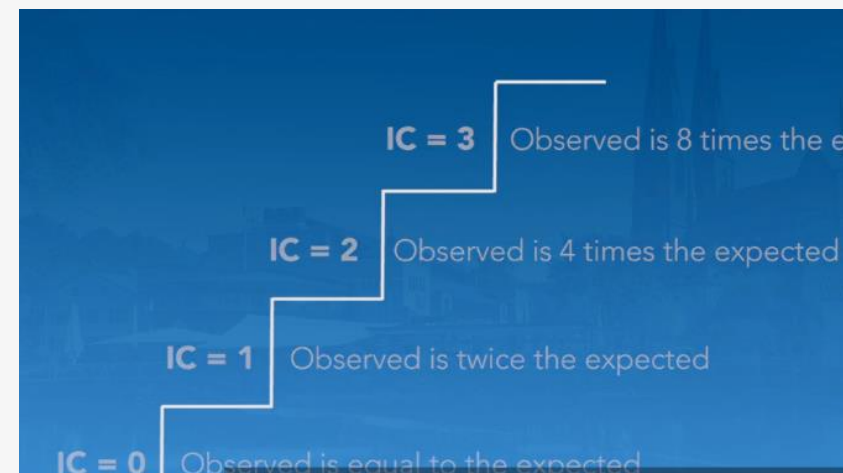 IC = 3 Observed is 8 times the
IC = 2 Observed is 4 times the expected
IC = 1 Observed is twice the expected
IC = 0 Observed is equal to the expected